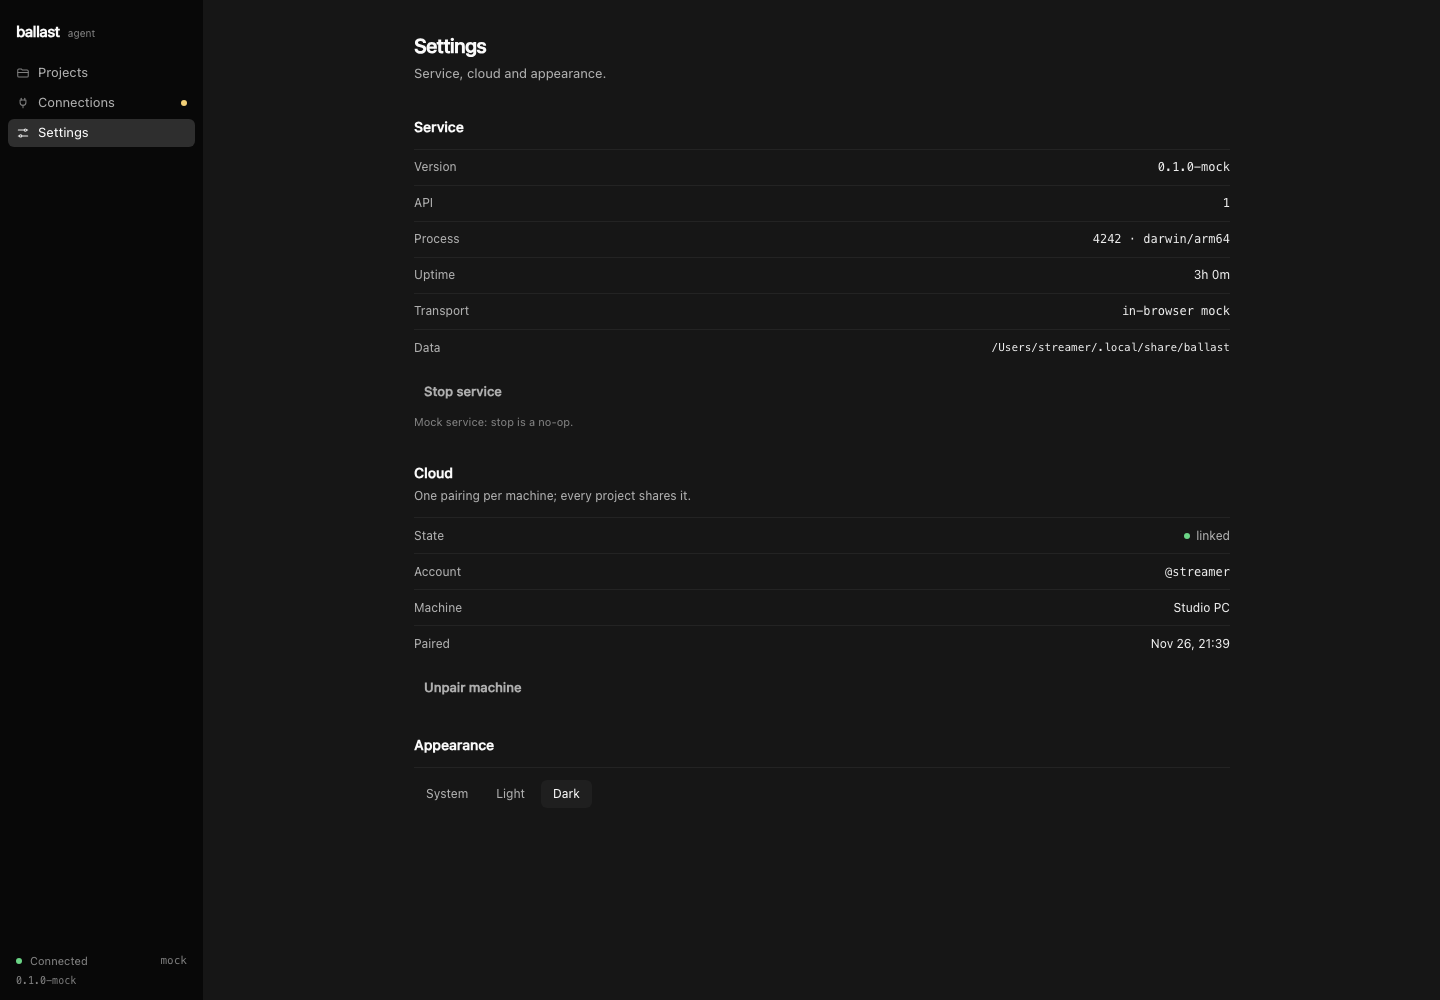 ballast agent
Projects
Connections
Settings
Settings
Service, cloud and appearance.
Service
Version 0.1.0-mock
API 1
Process 4242 · darwin/arm64
Uptime 3h 0m
Transport in-browser mock
Data /Users/streamer/.local/share/ballast
Stop service
Mock service: stop is a no-op.
Cloud
One pairing per machine; every project shares it.
State linked
Account @streamer
Machine Studio PC
Paired Nov 26, 21:39
Unpair machine
Appearance
System Light Dark
Connected mock
0.1.0-mock